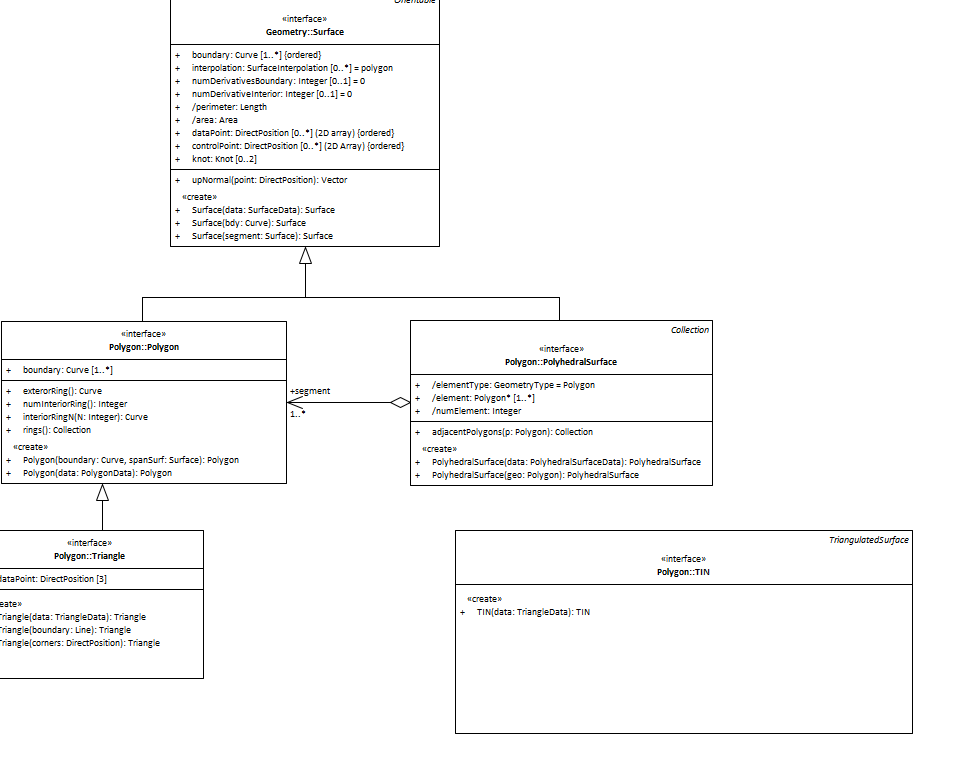 Orientable
«interface»
Geometry::Surface
+ boundary: Curve [1..*] {ordered}
+ interpolation: SurfaceInterpolation [0..*] = polygon
+ numDerivativesBoundary: Integer [0..1] = 0
+ numDerivativeInterior: Integer [0..1] = 0
+ /perimeter: Length
+ /area: Area
+ dataPoint: DirectPosition [0..*] (2D array) {ordered}
+ controlPoint: DirectPosition [0..*] (2D Array) {ordered}
+ knot: Knot [0..2]
+ upNormal(point: DirectPosition): Vector
«create»
+ Surface(data: SurfaceData): Surface
+ Surface(bdy: Curve): Surface
+ Surface(segment: Surface): Surface
«interface»
Polygon::Polygon
+ boundary: Curve [1..*]
+ exterorRing(): Curve
+ numInteriorRing(): Integer
+ interiorRingN(N: Integer): Curve
+ rings(): Collection
«create»
+ Polygon(boundary: Curve, spanSurf: Surface): Polygon
+ Polygon(data: PolygonData): Polygon
+segment
1..*
Collection
«interface»
Polygon::PolyhedralSurface
+ /elementType: GeometryType = Polygon
+ /element: Polygon* [1..*]
+ /numElement: Integer
+ adjacentPolygons(p: Polygon): Collection
«create»
+ PolyhedralSurface(data: PolyhedralSurfaceData): PolyhedralSurface
+ PolyhedralSurface(geo: Polygon): PolyhedralSurface
«interface»
Polygon::Triangle
dataPoint: DirectPosition [3]
eate»
Triangle(data: TriangleData): Triangle
Triangle(boundary: Line): Triangle
Triangle(corners: DirectPosition): Triangle
TriangulatedSurface
«interface»
Polygon::TIN
«create»
+ TIN(data: TriangleData): TIN